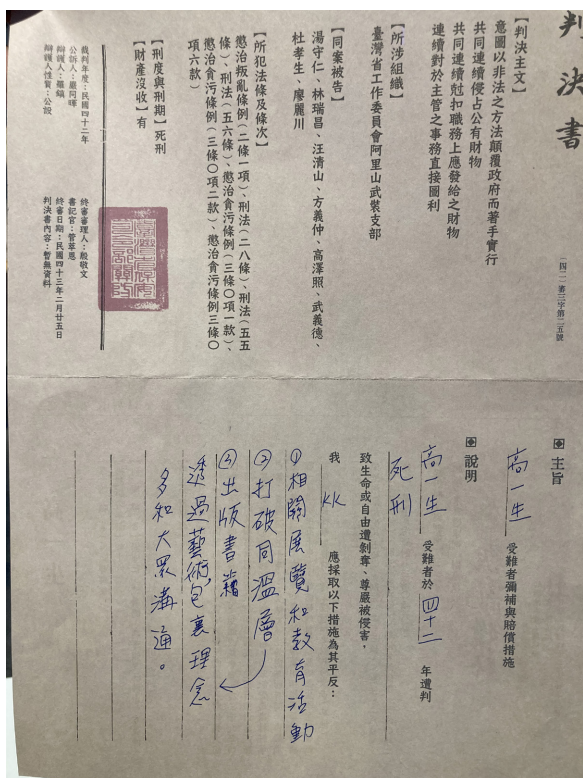 判決書
(四二)審三字第二五號
【判決主文】
意圖以非法之方法顛覆政府而著手實行
共同連續侵占公有財物
共同連續尅扣職務上應發給之財物
連續對於主管之事務直接圖利
【所涉組織】
臺灣省工作委員會阿里山武裝支部
【同案被告】
湯守仁、林瑞昌、汪清山、方義仲、高澤照、武義德、
杜孝生、廖麗川
【所犯法條及條次】
懲治叛亂條例(二條一項)、刑法(二八條)、刑法(五五
條)、刑法(五六條)、懲治貪污條例(三條〇項一款)、
懲治貪污條例(三條〇項二款)、懲治貪污條例三條〇
項六款)
【刑度與刑期】死刑
【財產沒收】有
裁判年度:民國四十二年
公訴人:嚴阿暉
辯護人:羅鎮
辯護人性質:公設
終審審理人:殷敬文
書記官:管草恩
終審日期:民國四十三年二月廿五日
判決書內容:暫無資料
主旨
高一生 受難者彌補與賠償措施
說明
高一生 受難者於 四十二 年遭判
死刑
致生命或自由遭剝奪、尊嚴被侵害,
我 KK 應採取以下措施為其平反:
①相關展覽和教育活動
②打破同溫層
③出版書籍
透過藝術包裹理念
多和大眾溝通。